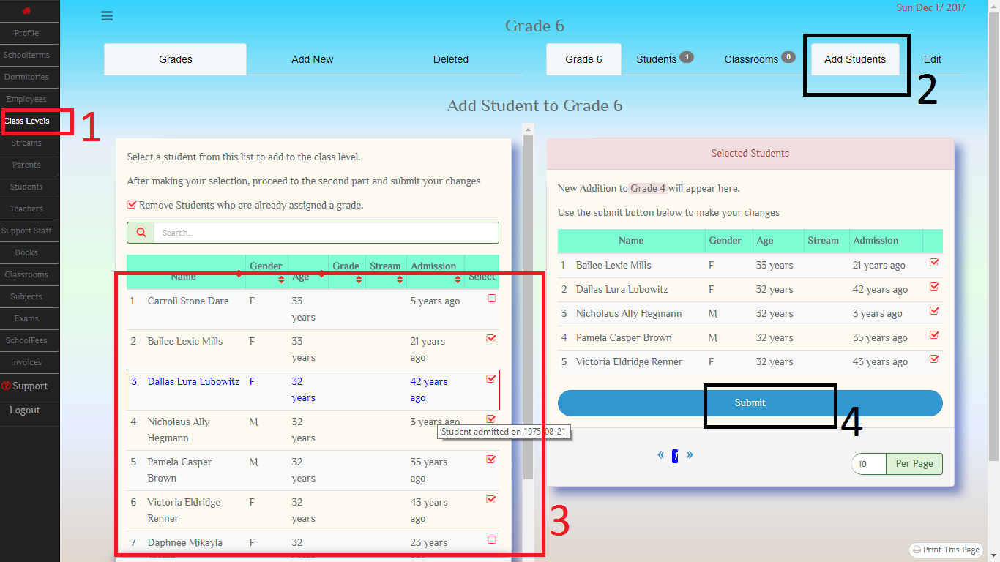 Sun Dec 17 2017
Grade 6
Profile
Schoolterms
Dormitories
Employees
Class Levels
Streams
Parents
Students
Teachers
Support Staff
Books
Classrooms
Subjects
Exams
SchoolFees
Invoices
Support
Logout
1
Grades Add New Deleted
Grade 6 Students 1 Classrooms 0 Add Students Edit
2
Add Student to Grade 6
Select a student from this list to add to the class level.
After making your selection, proceed to the second part and submit your changes
Remove Students who are already assigned a grade.
Search...
Name Gender Age Grade Stream Admission Select
1 Carroll Stone Dare F 33 years 5 years ago
2 Bailee Lexie Mills F 33 years 21 years ago
3 Dallas Lura Lubowitz F 32 years 42 years ago
4 Nicholaus Ally Hegmann M 32 years 3 years ago
Student admitted on 1975-08-21
5 Pamela Casper Brown M 32 years 35 years ago
6 Victoria Eldridge Renner F 32 years 43 years ago
7 Daphnee Mikayla F 32 23 years
3
Selected Students
New Addition to Grade 4 will appear here.
Use the submit button below to make your changes
Name Gender Age Stream Admission
1 Bailee Lexie Mills F 33 years 21 years ago
2 Dallas Lura Lubowitz F 32 years 42 years ago
3 Nicholaus Ally Hegmann M 32 years 3 years ago
4 Pamela Casper Brown M 32 years 35 years ago
5 Victoria Eldridge Renner F 32 years 43 years ago
Submit
4
« 1 »
10 Per Page
Print This Page